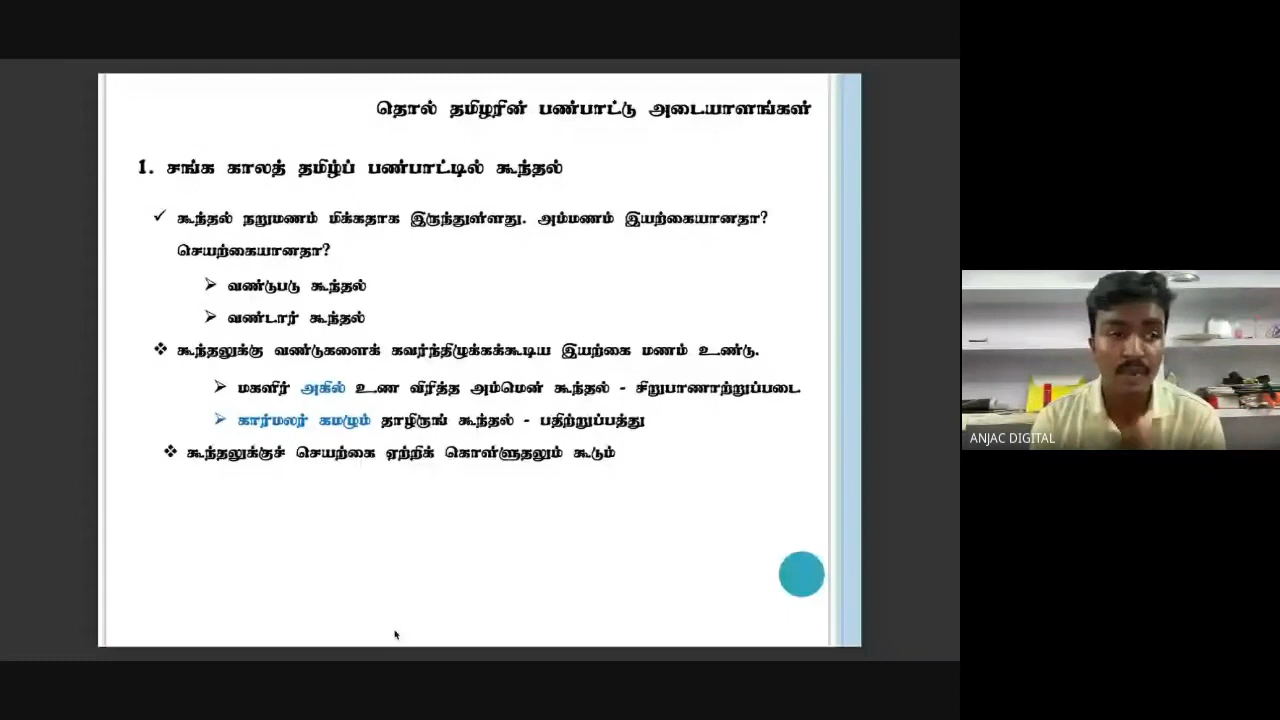 தொல் தமிழரின் பண்பாட்டு அடையாளங்கள்
1. சங்க காலத் தமிழ்ப் பண்பாட்டில் கூந்தல்
✓ கூந்தல் நறுமணம் மிக்கதாக இருந்துள்ளது. அம்மணம் இயற்கையானதா?
செயற்கையானதா?
➢ வண்டுபடு கூந்தல்
➢ வண்டார் கூந்தல்
❖ கூந்தலுக்கு வண்டுகளைக் கவர்ந்திழுக்கக்கூடிய இயற்கை மணம் உண்டு.
➢ மகளிர் அகில் உண விரித்த அம்மென் கூந்தல் - சிறுபாணாற்றுப்படை
➢ கார்மலர் கமழும் தாழிருங் கூந்தல் - பதிற்றுப்பத்து
❖ கூந்தலுக்குச் செயற்கை ஏற்றிக் கொள்ளுதலும் கூடும்
ANJAC DIGITAL